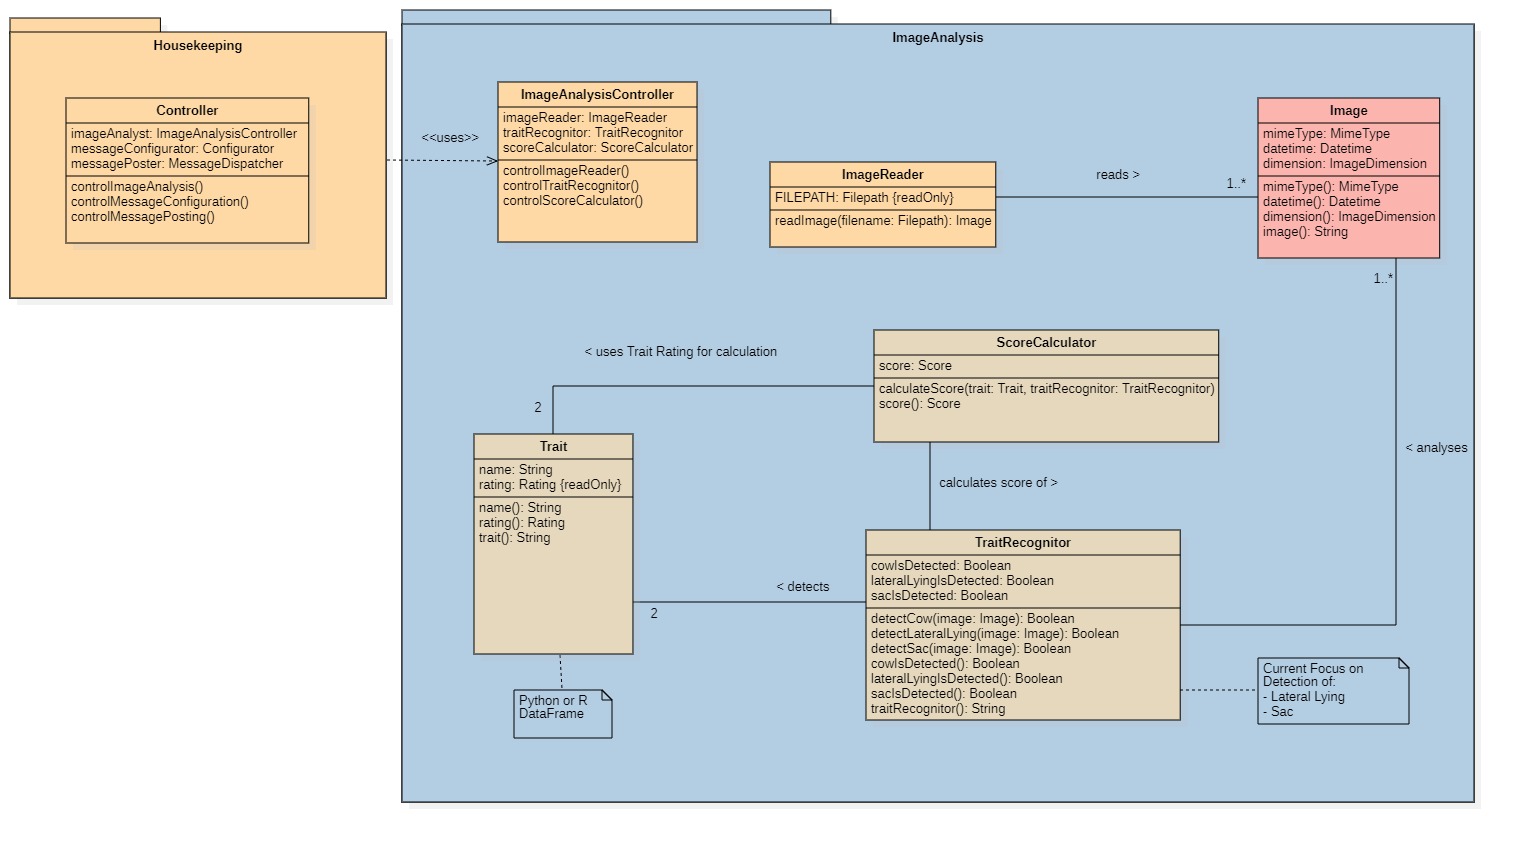 Housekeeping
Controller
imageAnalyst: ImageAnalysisController
messageConfigurator: Configurator
messagePoster: MessageDispatcher
controlImageAnalysis()
controlMessageConfiguration()
controlMessagePosting()
<<uses>>
ImageAnalysis
ImageAnalysisController
imageReader: ImageReader
traitRecognitor: TraitRecognitor
scoreCalculator: ScoreCalculator
controlImageReader()
controlTraitRecognitor()
controlScoreCalculator()
ImageReader
FILEPATH: Filepath {readOnly}
readImage(filename: Filepath): Image
reads >
1..*
Image
mimeType: MimeType
datetime: Datetime
dimension: ImageDimension
mimeType(): MimeType
datetime(): Datetime
dimension(): ImageDimension
image(): String
1..*
< analyses
< uses Trait Rating for calculation
2
ScoreCalculator
score: Score
calculateScore(trait: Trait, traitRecognitor: TraitRecognitor)
score(): Score
calculates score of >
Trait
name: String
rating: Rating {readOnly}
name(): String
rating(): Rating
trait(): String
< detects
2
TraitRecognitor
cowIsDetected: Boolean
lateralLyingIsDetected: Boolean
sacIsDetected: Boolean
detectCow(image: Image): Boolean
detectLateralLying(image: Image): Boolean
detectSac(image: Image): Boolean
cowIsDetected(): Boolean
lateralLyingIsDetected(): Boolean
sacIsDetected(): Boolean
traitRecognitor(): String
Python or R
DataFrame
Current Focus on
Detection of:
- Lateral Lying
- Sac